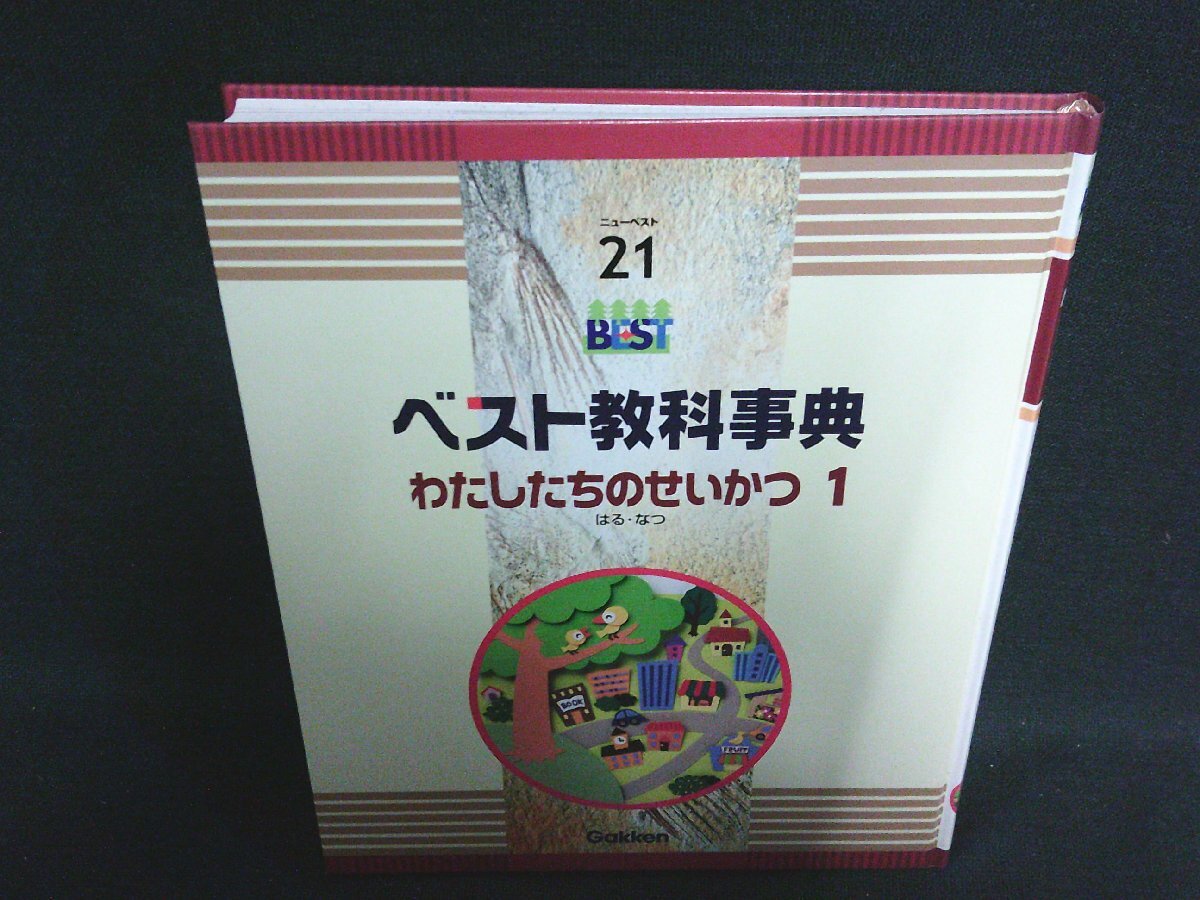 ニューベスト
21
BEST
ベスト教科事典
わたしたちのせいかつ 1
はる・なつ
BOOK
FRUIT
Gakken